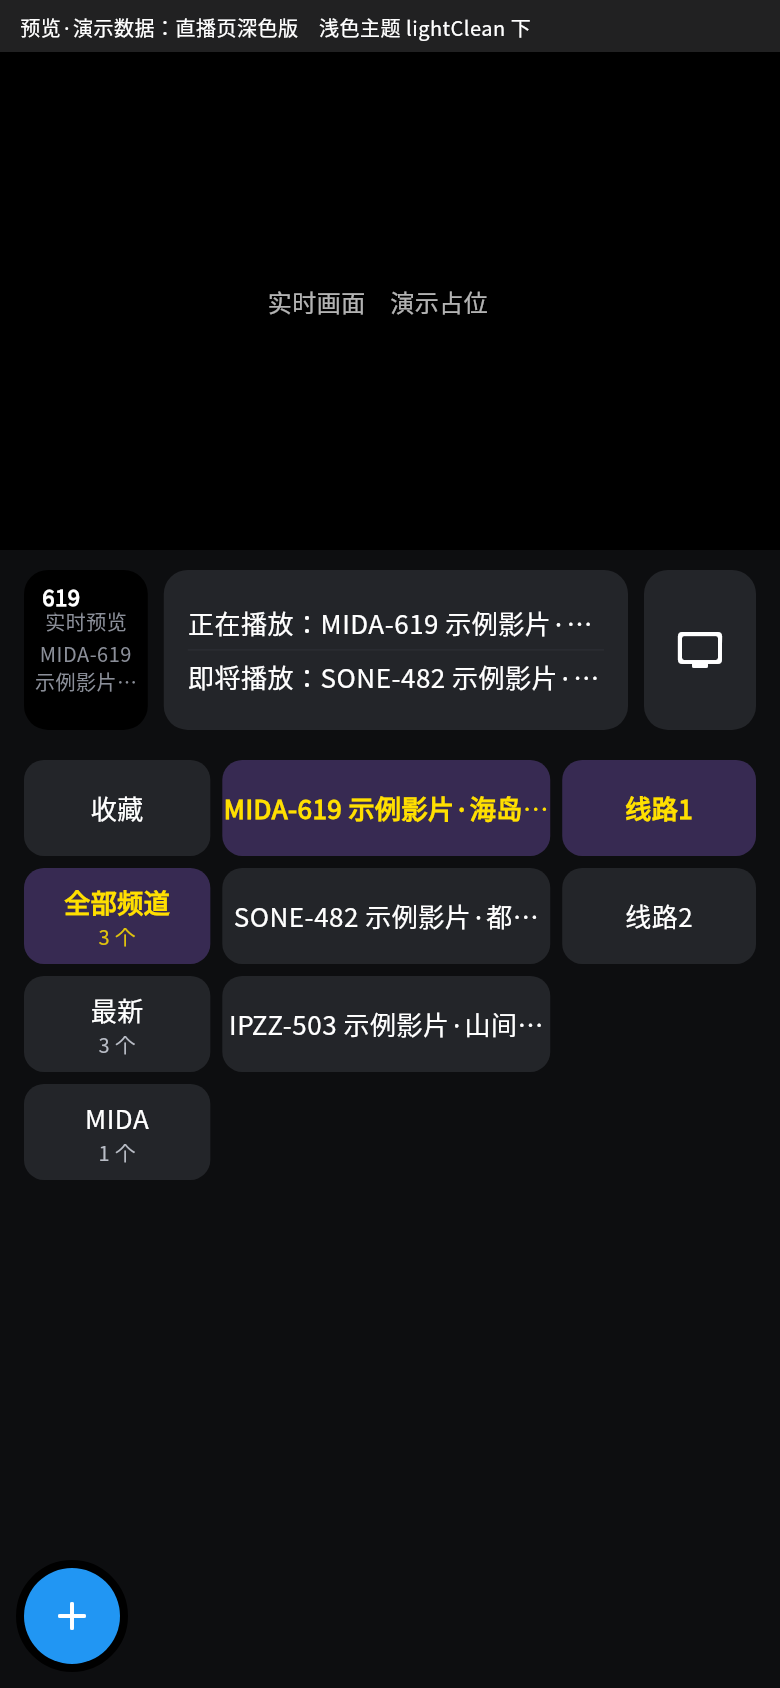 预览·演示数据：直播页深色版　浅色主题 lightClean 下
实时画面　演示占位
619
实时预览
MIDA-619
示例影片…
正在播放：MIDA-619 示例影片·…
即将播放：SONE-482 示例影片·…
收藏
MIDA-619 示例影片·海岛…
线路1
全部频道
3 个
SONE-482 示例影片·都…
线路2
最新
3 个
IPZZ-503 示例影片·山间…
MIDA
1 个